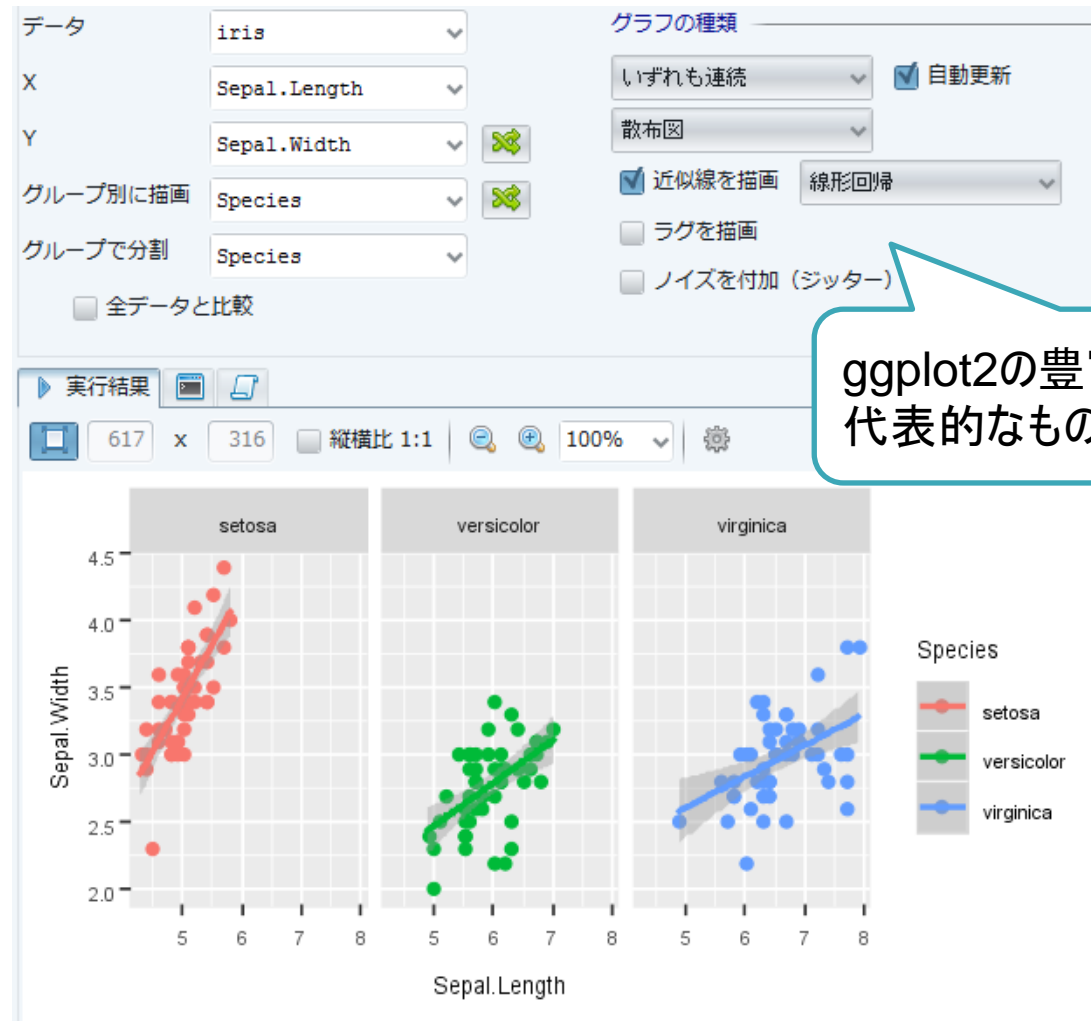 データ
iris
X
Sepal.Length
Y
Sepal.Width
グループ別に描画
Species
グループで分割
Species
全データと比較
グラフの種類
いずれも連続
自動更新
散布図
近似線を描画
線形回帰
ラグを描画
ノイズを付加（ジッター）
ggplot2の豊
代表的なもの
実行結果
617 x 316
縦横比 1:1
100%
setosa
versicolor
virginica
4.5
4.0
3.5
3.0
2.5
2.0
Sepal.Width
5 6 7 8
5 6 7 8
5 6 7 8
Sepal.Length
Species
setosa
versicolor
virginica